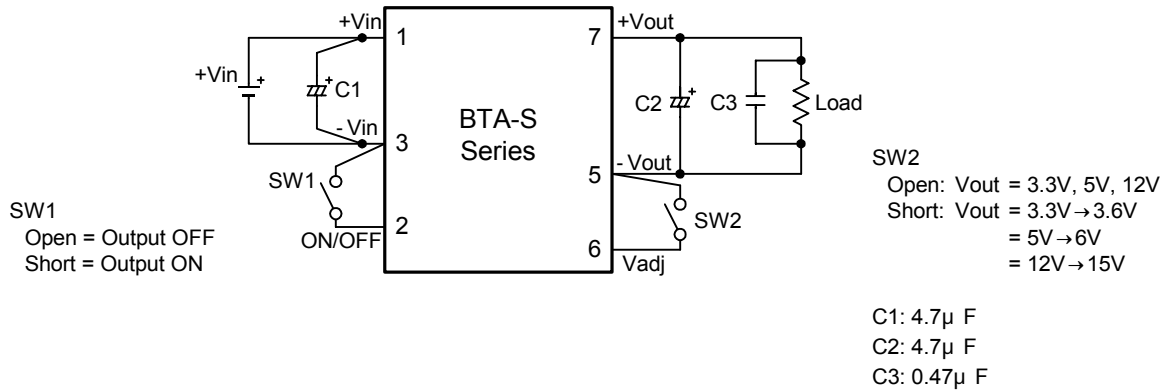 +Vin
1
+Vin
+
+
C1
- Vin
3
SW1
2
ON/OFF
BTA-S
Series
+Vout
7
+
C2
C3
Load
- Vout
5
SW2
6
Vadj
SW1
Open = Output OFF
Short = Output ON
SW2
Open: Vout = 3.3V, 5V, 12V
Short: Vout = 3.3V→3.6V
= 5V→6V
= 12V→15V
C1: 4.7μ F
C2: 4.7μ F
C3: 0.47μ F